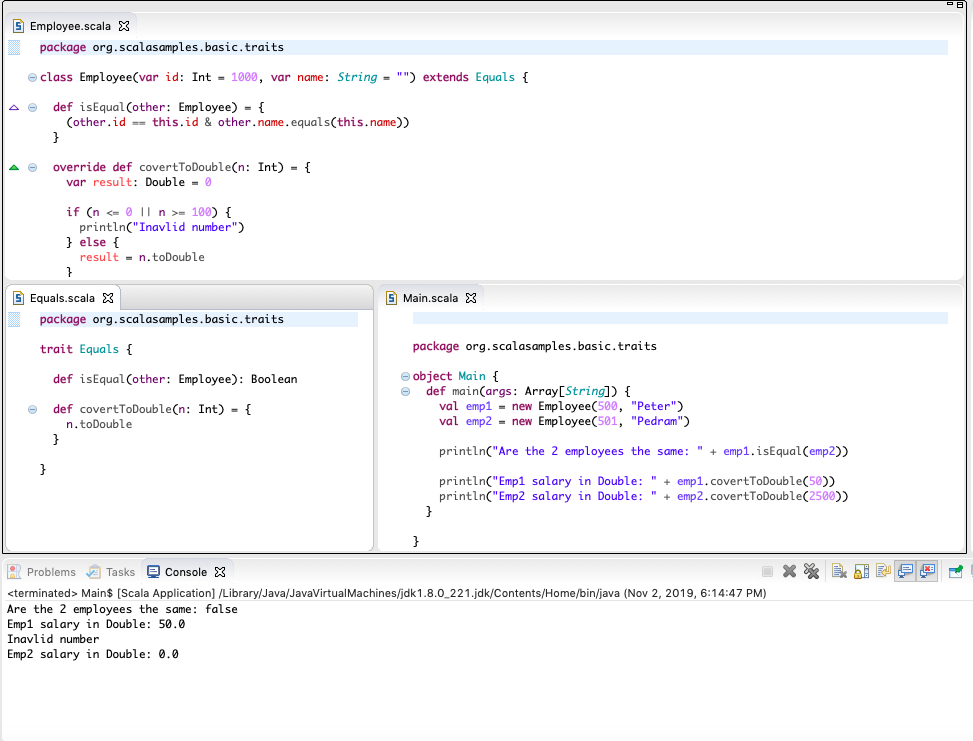 Employee.scala
package org.scalasamples.basic.traits
class Employee(var id: Int = 1000, var name: String = "") extends Equals {
def isEqual(other: Employee) = {
(other.id == this.id & other.name.equals(this.name))
}
override def covertToDouble(n: Int) = {
var result: Double = 0
if (n <= 0 || n >= 100) {
println("Inavlid number")
} else {
result = n.toDouble
}
Equals.scala
package org.scalasamples.basic.traits
trait Equals {
def isEqual(other: Employee): Boolean
def covertToDouble(n: Int) = {
n.toDouble
}
}
Main.scala
package org.scalasamples.basic.traits
object Main {
def main(args: Array[String]) {
val emp1 = new Employee(500, "Peter")
val emp2 = new Employee(501, "Pedram")
println("Are the 2 employees the same: " + emp1.isEqual(emp2))
println("Emp1 salary in Double: " + emp1.covertToDouble(50))
println("Emp2 salary in Double: " + emp2.covertToDouble(2500))
}
}
Problems Tasks Console
<terminated> Main$ [Scala Application] /Library/Java/JavaVirtualMachines/jdk1.8.0_221.jdk/Contents/Home/bin/java (Nov 2, 2019, 6:14:47 PM)
Are the 2 employees the same: false
Emp1 salary in Double: 50.0
Inavlid number
Emp2 salary in Double: 0.0